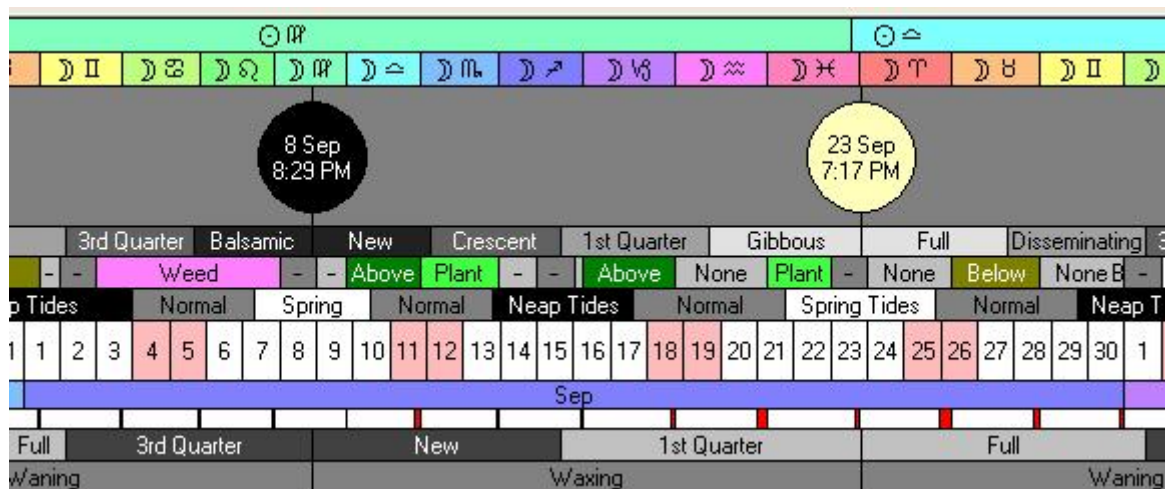 ☉ ♍ ☉ ♎
☽ ♊ ☽ ♋ ☽ ♌ ☽ ♍ ☽ ♎ ☽ ♏ ☽ ♐ ☽ ♑ ☽ ♒ ☽ ♓ ☽ ♈ ☽ ♉ ☽ ♊ ☽
8 Sep
8:29 PM
23 Sep
7:17 PM
3rd Quarter Balsamic New Crescent 1st Quarter Gibbous Full Disseminating
- - Weed - - Above Plant - - Above None Plant - None Below None B -
Tides Normal Spring Normal Neap Tides Normal Spring Tides Normal Neap T
1 1 2 3 4 5 6 7 8 9 10 11 12 13 14 15 16 17 18 19 20 21 22 23 24 25 26 27 28 29 30 1
Sep
Full 3rd Quarter New 1st Quarter Full
Waning Waxing Waning